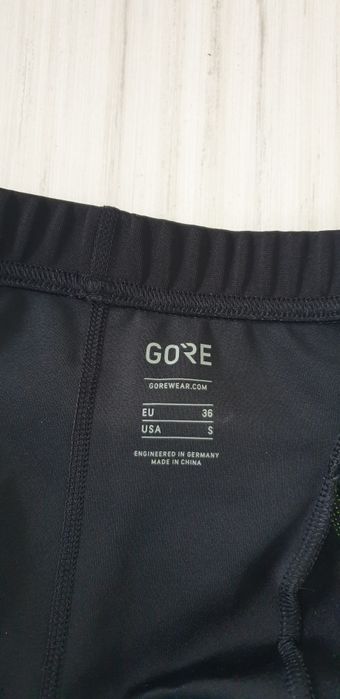 GORE
GOREWEAR.COM
EU 36
USA S
ENGINEERED IN GERMANY
MADE IN CHINA